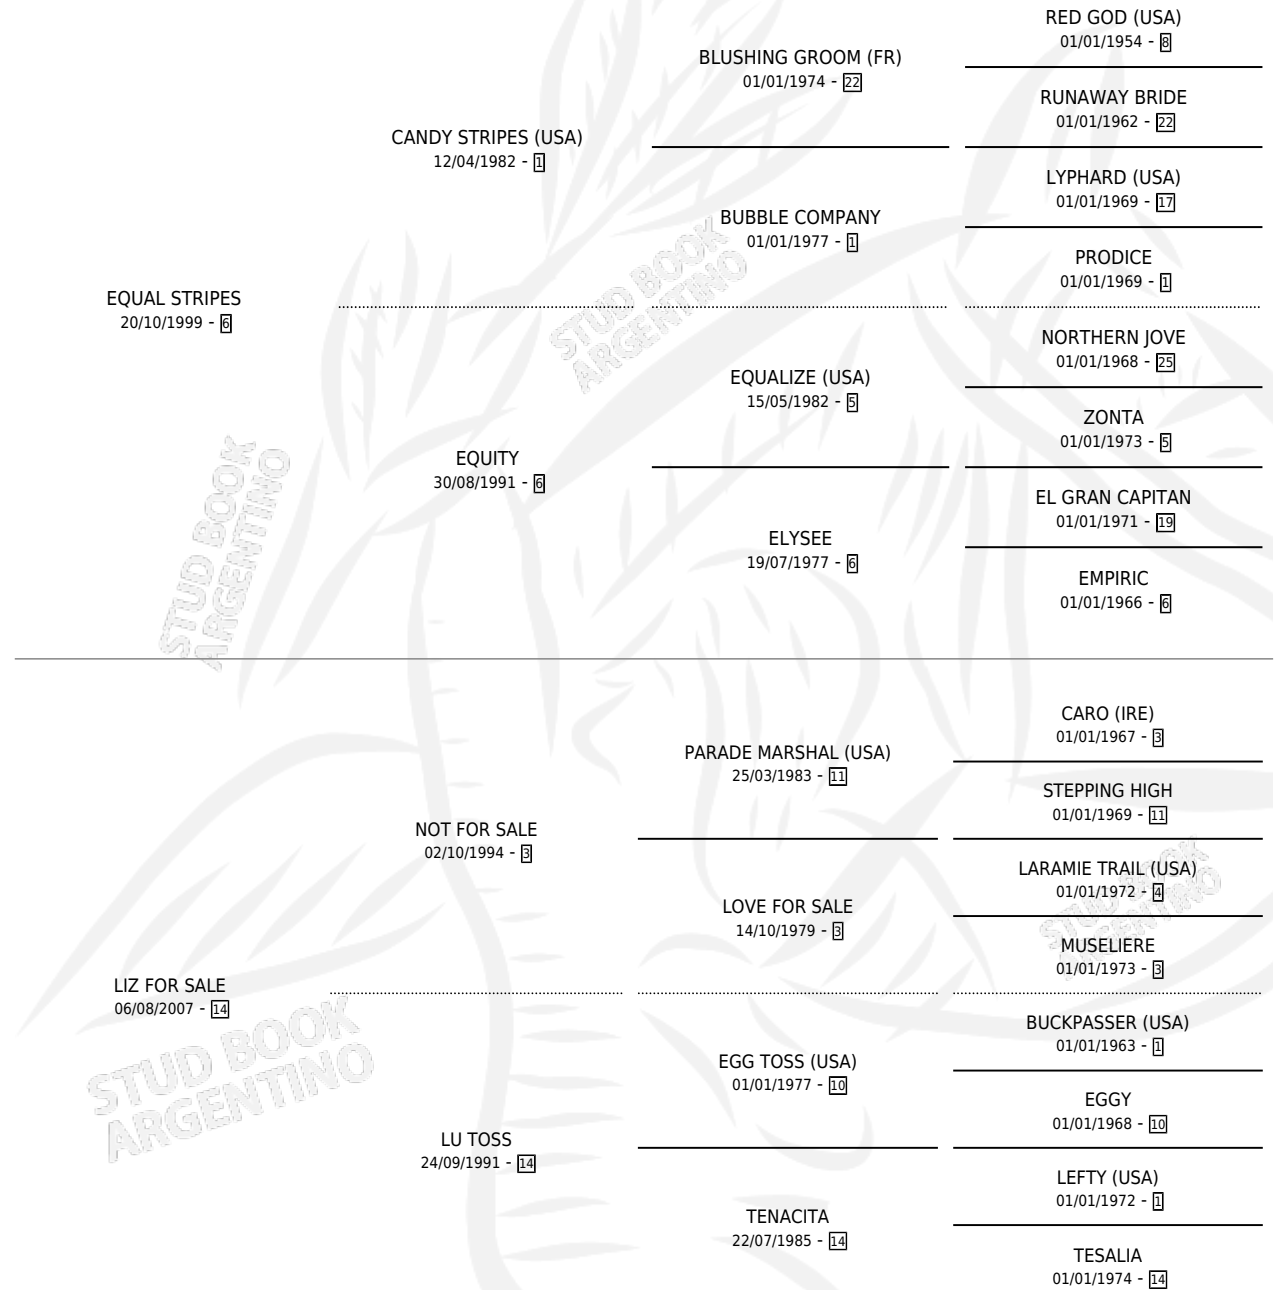 RED GOD (USA)
01/01/1954 - 8
BLUSHING GROOM (FR)
01/01/1974 - 22
RUNAWAY BRIDE
01/01/1962 - 22
CANDY STRIPES (USA)
12/04/1982 - 1
LYPHARD (USA)
01/01/1969 - 17
BUBBLE COMPANY
01/01/1977 - 1
PRODICE
01/01/1969 - 1
EQUAL STRIPES
20/10/1999 - 6
STUD BOOK
ARGENTINO
NORTHERN JOVE
01/01/1968 - 25
EQUALIZE (USA)
15/05/1982 - 5
ZONTA
01/01/1973 - 5
EQUITY
30/08/1991 - 6
EL GRAN CAPITAN
01/01/1971 - 19
ELYSEE
19/07/1977 - 6
EMPIRIC
01/01/1966 - 6
STUD BOOK
ARGENTINO
CARO (IRE)
01/01/1967 - 3
PARADE MARSHAL (USA)
25/03/1983 - 11
STEPPING HIGH
01/01/1969 - 11
NOT FOR SALE
02/10/1994 - 3
LARAMIE TRAIL (USA)
01/01/1972 - 4
LOVE FOR SALE
14/10/1979 - 3
STUD BOOK
ARGENTINO
MUSELIERE
01/01/1973 - 3
LIZ FOR SALE
06/08/2007 - 14
BUCKPASSER (USA)
01/01/1963 - 1
EGG TOSS (USA)
01/01/1977 - 10
EGGY
01/01/1968 - 10
STUD BOOK
ARGENTINO
LU TOSS
24/09/1991 - 14
LEFTY (USA)
01/01/1972 - 1
TENACITA
22/07/1985 - 14
TESALIA
01/01/1974 - 14